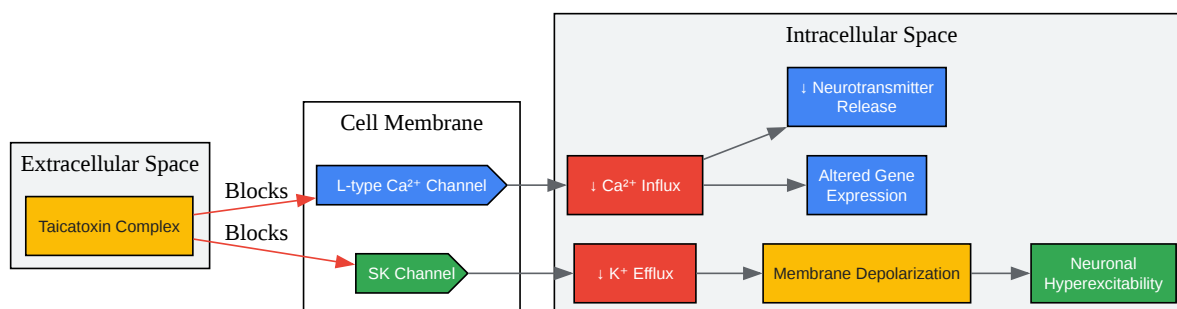 Extracellular Space
Taicatoxin Complex
Blocks
Blocks
Cell Membrane
L-type Ca²⁺ Channel
SK Channel
Intracellular Space
↓ Ca²⁺ Influx
↓ Neurotransmitter
Release
Altered Gene
Expression
↓ K⁺ Efflux
Membrane Depolarization
Neuronal
Hyperexcitability